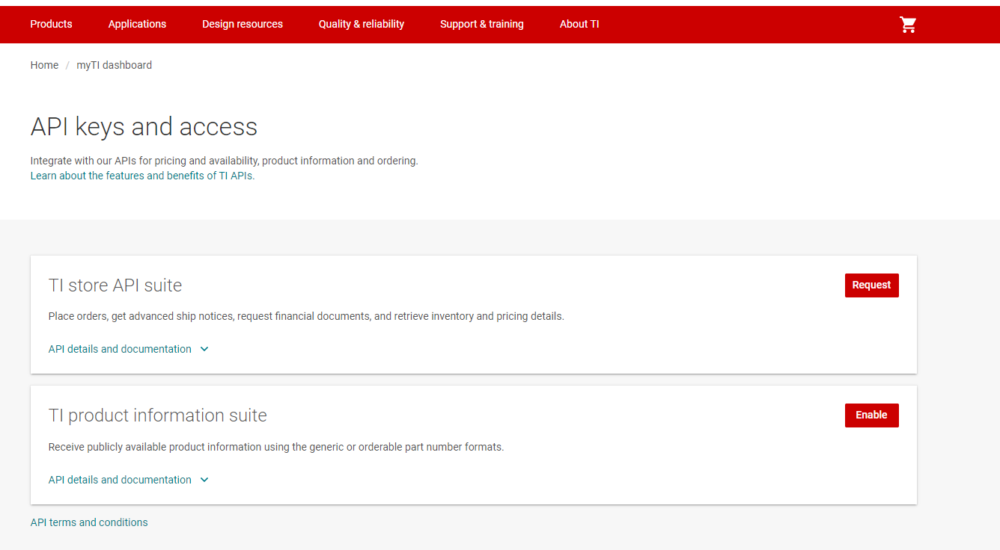 Products Applications Design resources Quality & reliability Support & training About TI
Home / myTI dashboard
API keys and access
Integrate with our APIs for pricing and availability, product information and ordering.
Learn about the features and benefits of TI APIs.
TI store API suite
Request
Place orders, get advanced ship notices, request financial documents, and retrieve inventory and pricing details.
API details and documentation
TI product information suite
Enable
Receive publicly available product information using the generic or orderable part number formats.
API details and documentation
API terms and conditions